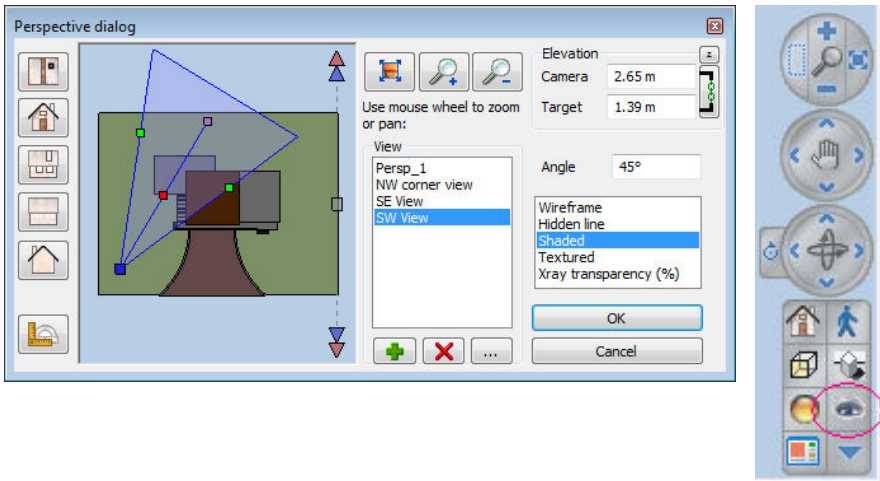 Perspective dialog
Use mouse wheel to zoom
or pan:
View
Persp_1
NW corner view
SE View
SW View
...
Elevation
z
Camera 2.65 m
Target 1.39 m
Angle 45°
Wireframe
Hidden line
Shaded
Textured
Xray transparency (%)
OK
Cancel